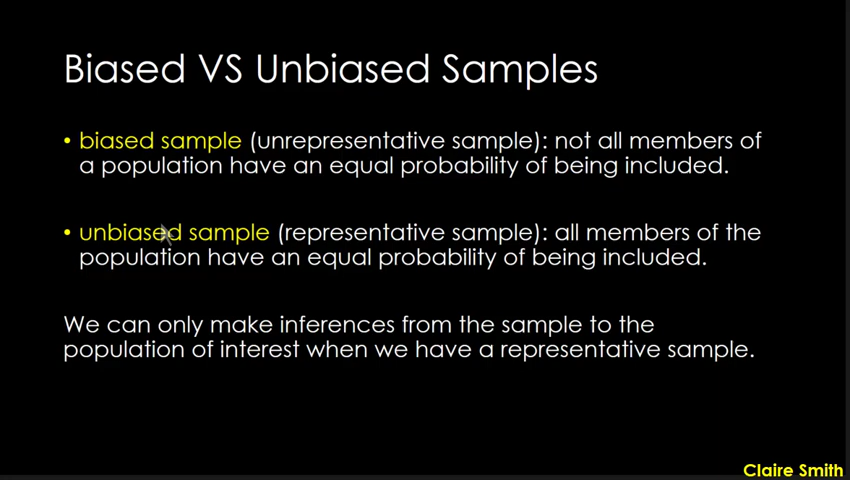 Biased VS Unbiased Samples
• biased sample (unrepresentative sample): not all members of
a population have an equal probability of being included.
• unbiased sample (representative sample): all members of the
population have an equal probability of being included.
We can only make inferences from the sample to the
population of interest when we have a representative sample.
Claire Smith